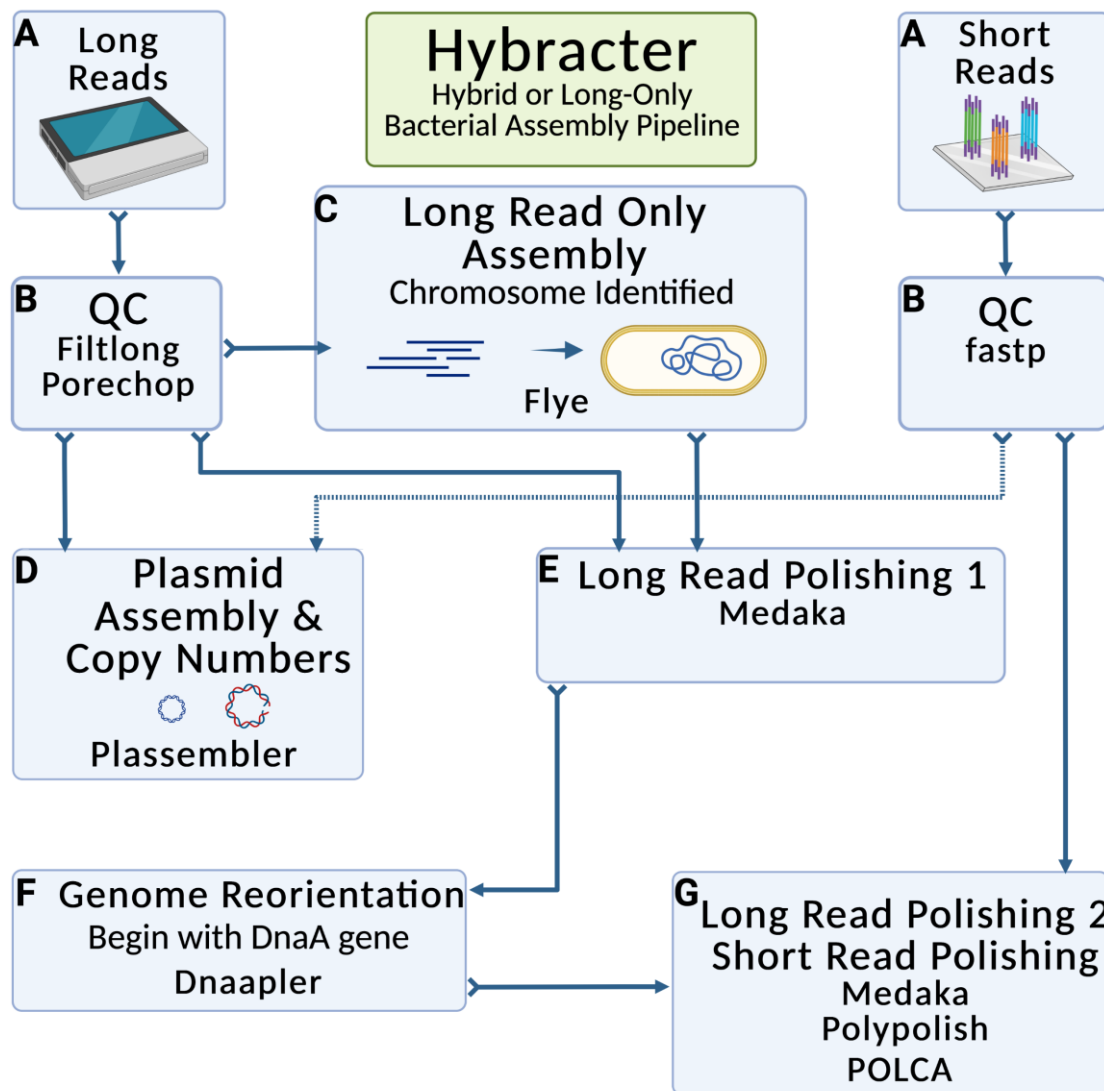 A
Long
Reads
Hybracter
Hybrid or Long-Only
Bacterial Assembly Pipeline
A
Short
Reads
B
QC
Filtlong
Porechop
C
Long Read Only
Assembly
Chromosome Identified
Flye
B
QC
fastp
D
Plasmid
Assembly &
Copy Numbers
Plassembler
E
Long Read Polishing 1
Medaka
F
Genome Reorientation
Begin with DnaA gene
Dnaapler
G
Long Read Polishing 2
Short Read Polishing
Medaka
Polypolish
POLCA